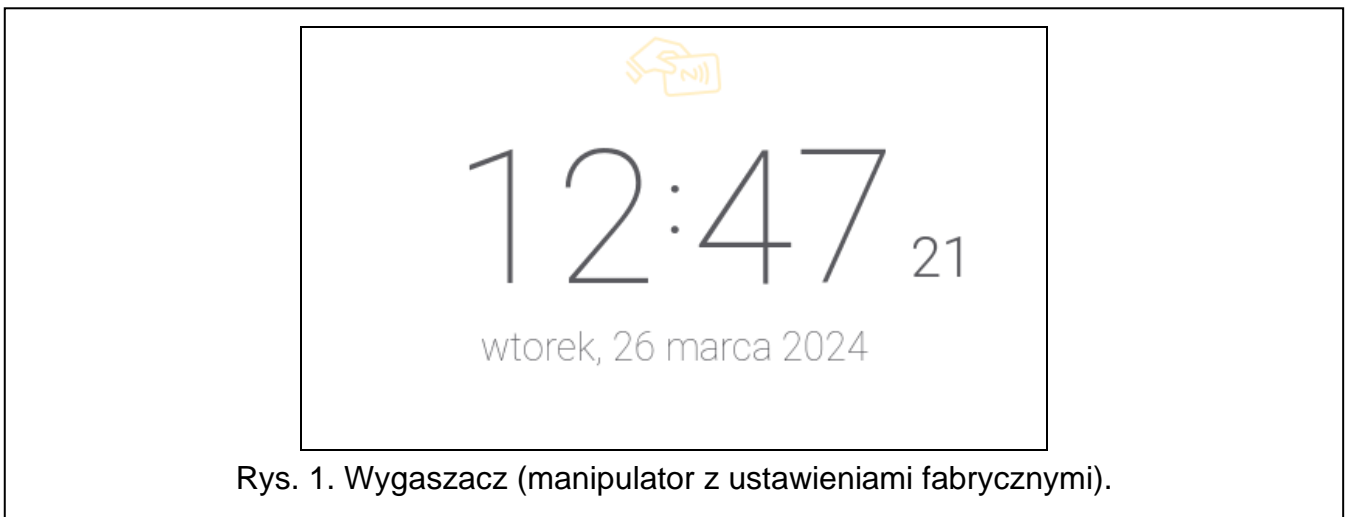 12:47 21
wtorek, 26 marca 2024
Rys. 1. Wygaszacz (manipulator z ustawieniami fabrycznymi).